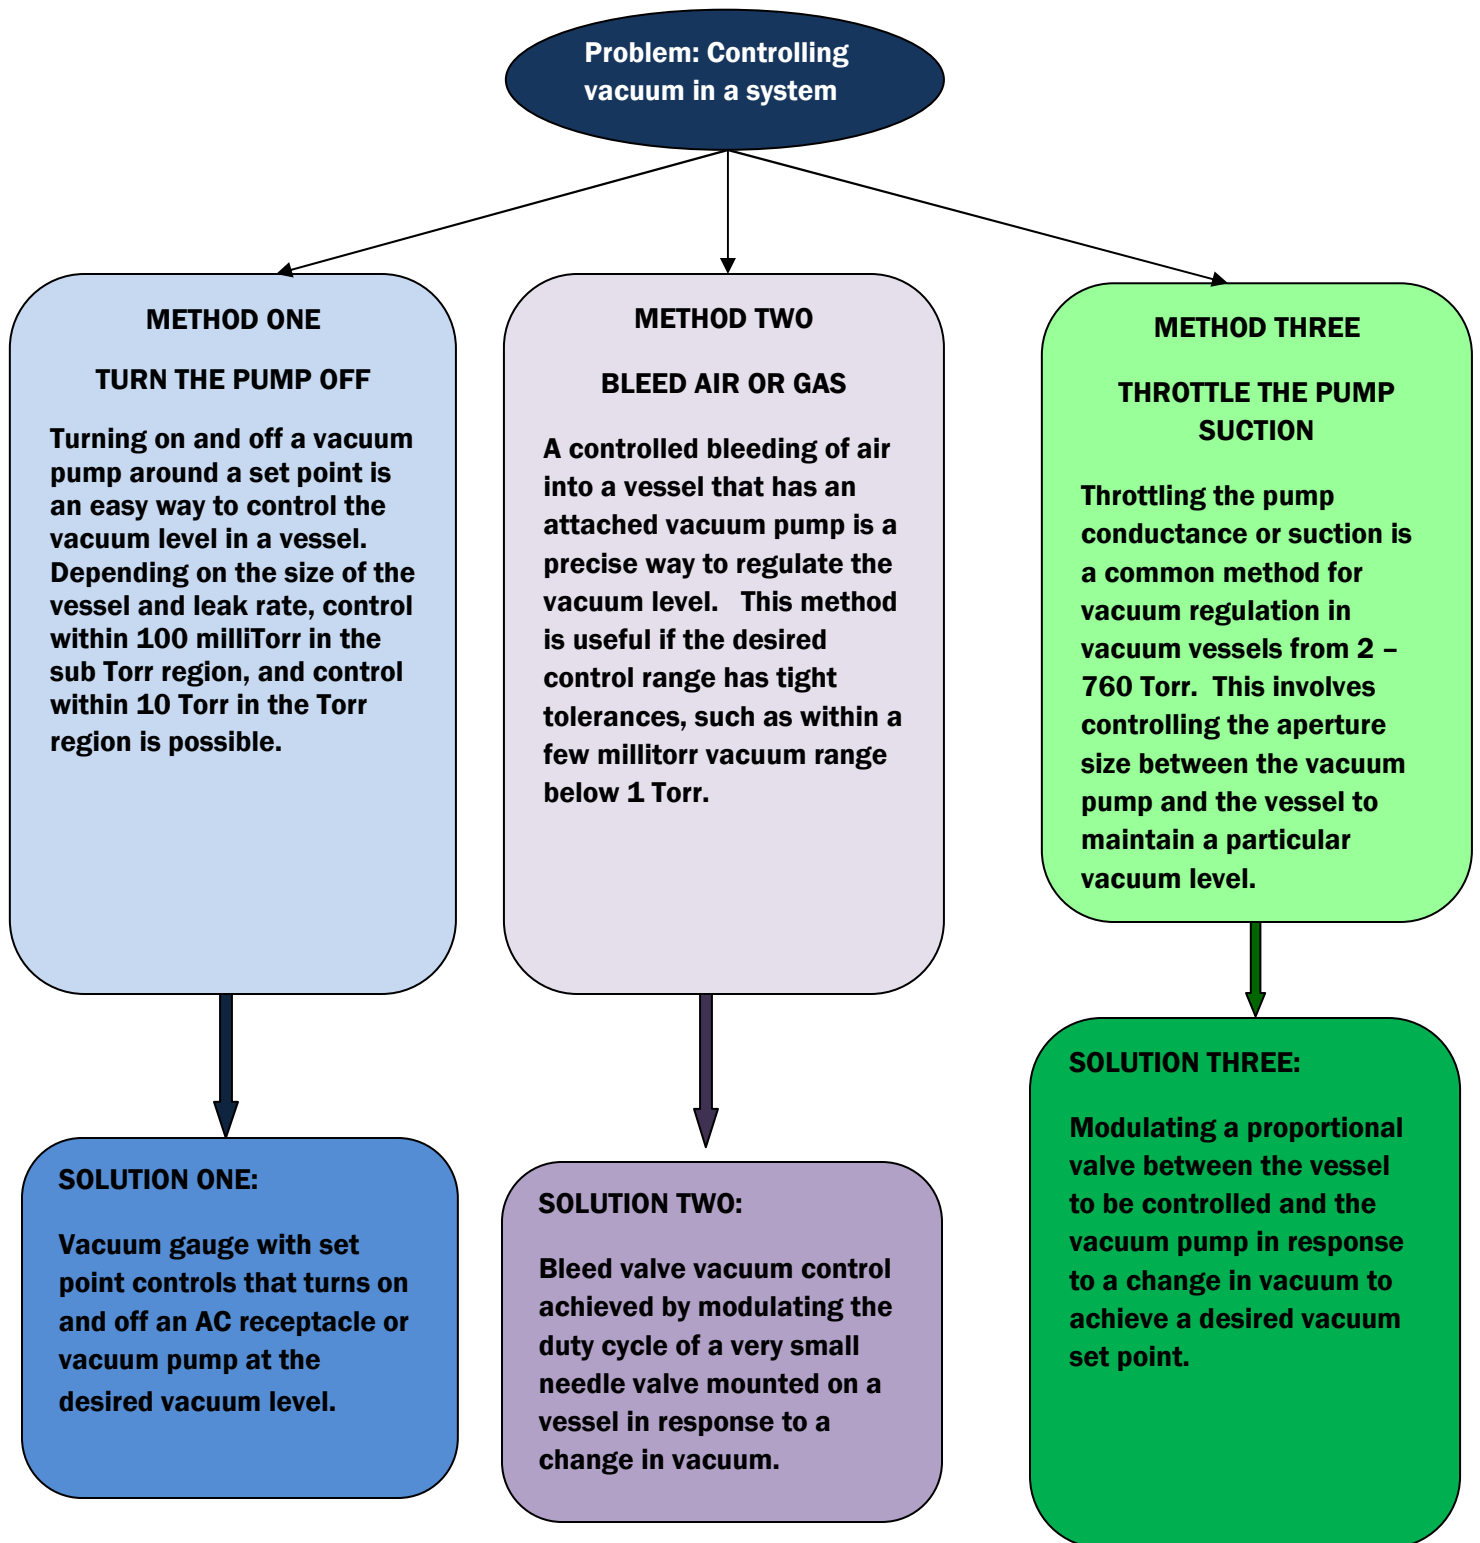 Problem: Controlling
vacuum in a system
METHOD ONE
TURN THE PUMP OFF
Turning on and off a vacuum
pump around a set point is
an easy way to control the
vacuum level in a vessel.
Depending on the size of the
vessel and leak rate, control
within 100 milliTorr in the
sub Torr region, and control
within 10 Torr in the Torr
region is possible.
METHOD TWO
BLEED AIR OR GAS
A controlled bleeding of air
into a vessel that has an
attached vacuum pump is a
precise way to regulate the
vacuum level.   This method
is useful if the desired
control range has tight
tolerances, such as within a
few millitorr vacuum range
below 1 Torr.
METHOD THREE
THROTTLE THE PUMP
SUCTION
Throttling the pump
conductance or suction is
a common method for
vacuum regulation in
vacuum vessels from 2 –
760 Torr.  This involves
controlling the aperture
size between the vacuum
pump and the vessel to
maintain a particular
vacuum level.
SOLUTION ONE:
Vacuum gauge with set
point controls that turns on
and off an AC receptacle or
vacuum pump at the
desired vacuum level.
SOLUTION TWO:
Bleed valve vacuum control
achieved by modulating the
duty cycle of a very small
needle valve mounted on a
vessel in response to a
change in vacuum.
SOLUTION THREE:
Modulating a proportional
valve between the vessel
to be controlled and the
vacuum pump in response
to a change in vacuum to
achieve a desired vacuum
set point.